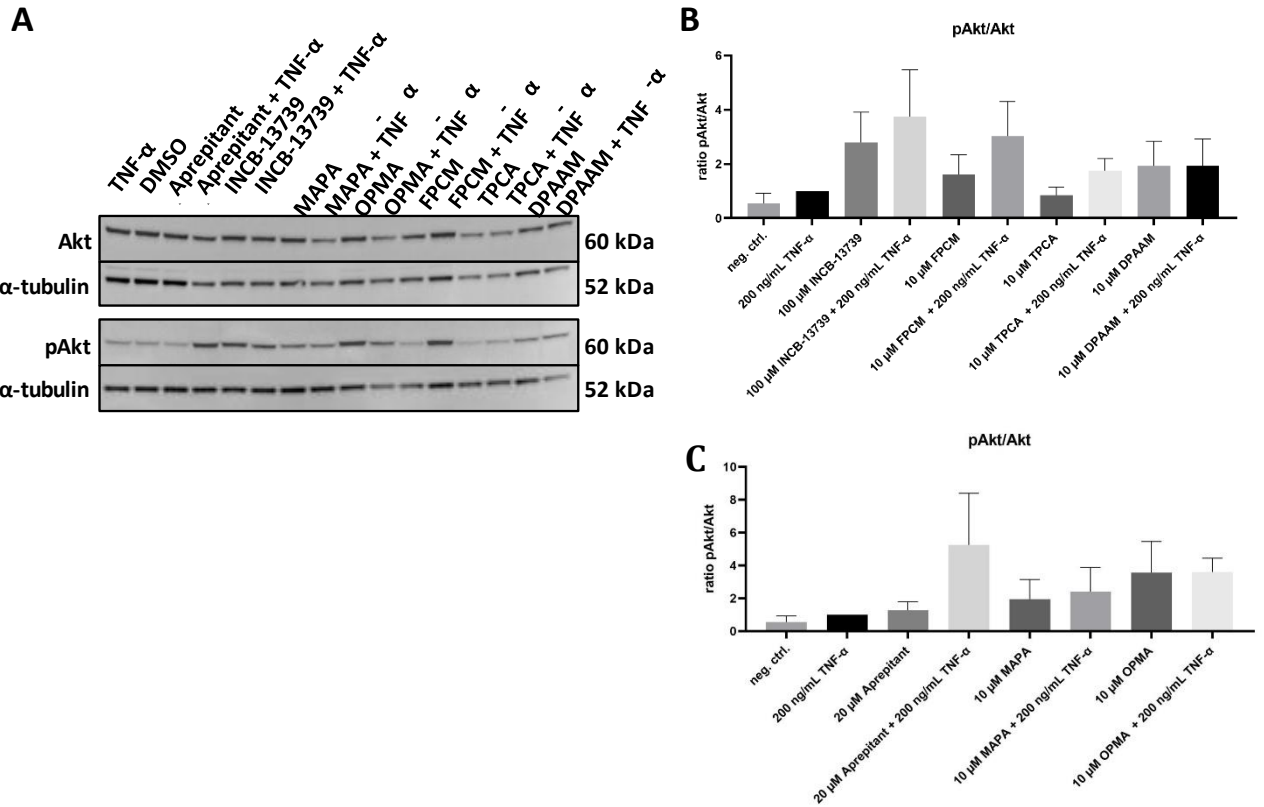 A
TNF-α
DMSO
Aprepitant
Aprepitant + TNF-α
INCB-13739
INCB-13739 + TNF-α
MAPA
MAPA + TNF-α
OPMA
OPMA + TNF-α
FPCM
FPCM + TNF-α
TPCA
TPCA + TNF-α
DPAAM
DPAAM + TNF-α
Akt
60 kDa
α-tubulin
52 kDa
pAkt
60 kDa
α-tubulin
52 kDa
B
pAkt/Akt
ratio pAkt/Akt
6
4
2
0
neg. ctrl.
200 ng/mL TNF-α
100 µM INCB-13739
100 µM INCB-13739 + 200 ng/mL TNF-α
10 µM FPCM
10 µM FPCM + 200 ng/mL TNF-α
10 µM TPCA
10 µM TPCA + 200 ng/mL TNF-α
10 µM DPAAM
10 µM DPAAM + 200 ng/mL TNF-α
C
pAkt/Akt
ratio pAkt/Akt
10
8
6
4
2
0
neg. ctrl.
200 ng/mL TNF-α
20 µM Aprepitant
20 µM Aprepitant + 200 ng/mL TNF-α
10 µM MAPA
10 µM MAPA + 200 ng/mL TNF-α
10 µM OPMA
10 µM OPMA + 200 ng/mL TNF-α